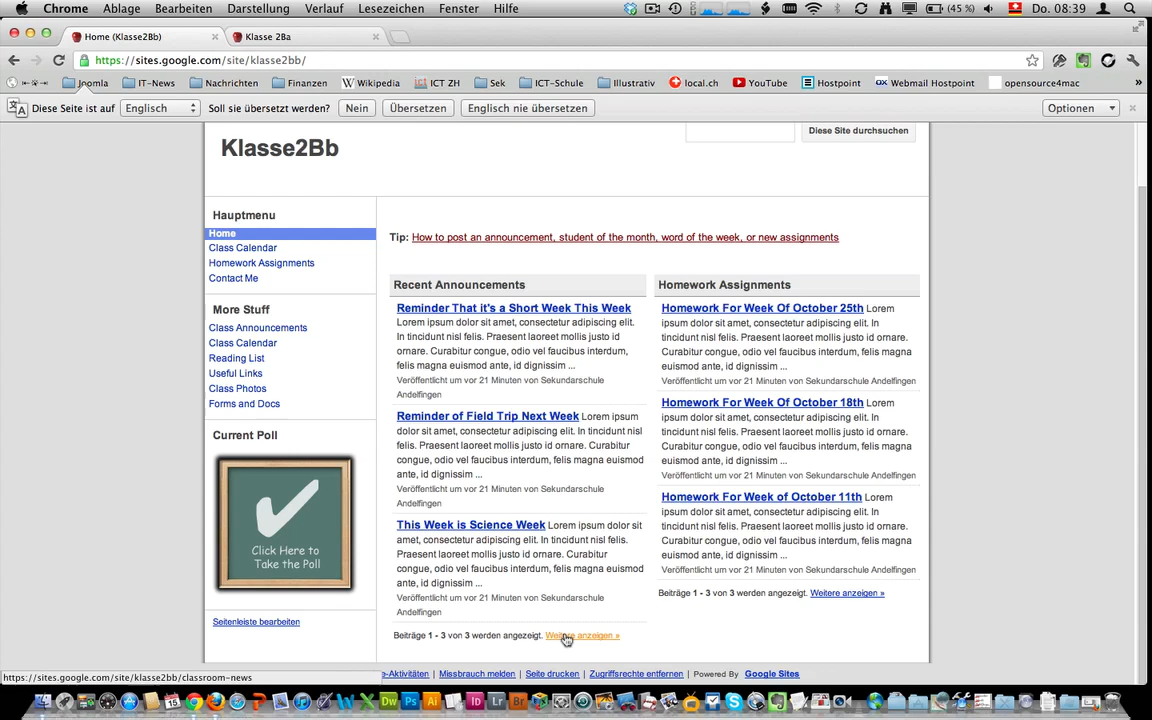 Chrome Ablage Bearbeiten Darstellung Verlauf Lesezeichen Fenster Hilfe (45 %) Do. 08:39
Home (Klasse2Bb) Klasse 2Ba
https://sites.google.com/site/klasse2bb/
Joomla IT-News Nachrichten Finanzen Wikipedia ICT ZH Sek ICT-Schule Illustrativ local.ch YouTube Hostpoint Webmail Hostpoint opensource4mac »
Diese Seite ist auf Englisch Soll sie übersetzt werden? Nein Übersetzen Englisch nie übersetzen Optionen
Klasse2Bb
Diese Site durchsuchen
Hauptmenu
Home
Class Calendar
Homework Assignments
Contact Me
More Stuff
Class Announcements
Class Calendar
Reading List
Useful Links
Class Photos
Forms and Docs
Current Poll
Click Here to
Take the Poll
Seitenleiste bearbeiten
Tip: How to post an announcement, student of the month, word of the week, or new assignments
Recent Announcements
Reminder That it's a Short Week This Week
Lorem ipsum dolor sit amet, consectetur adipiscing elit.
In tincidunt nisl felis. Praesent laoreet mollis justo id
ornare. Curabitur congue, odio vel faucibus interdum,
felis magna euismod ante, id dignissim ...
Veröffentlicht um vor 21 Minuten von Sekundarschule
Andelfingen
Reminder of Field Trip Next Week Lorem ipsum
dolor sit amet, consectetur adipiscing elit. In tincidunt nisl
felis. Praesent laoreet mollis justo id ornare. Curabitur
congue, odio vel faucibus interdum, felis magna euismod
ante, id dignissim ...
Veröffentlicht um vor 21 Minuten von Sekundarschule
Andelfingen
This Week is Science Week Lorem ipsum dolor sit
amet, consectetur adipiscing elit. In tincidunt nisl felis.
Praesent laoreet mollis justo id ornare. Curabitur
congue, odio vel faucibus interdum, felis magna euismod
ante, id dignissim ...
Veröffentlicht um vor 21 Minuten von Sekundarschule
Andelfingen
Beiträge 1 - 3 von 3 werden angezeigt. Weitere anzeigen »
Homework Assignments
Homework For Week Of October 25th Lorem
ipsum dolor sit amet, consectetur adipiscing elit. In
tincidunt nisl felis. Praesent laoreet mollis justo id ornare.
Curabitur congue, odio vel faucibus interdum, felis magna
euismod ante, id dignissim ...
Veröffentlicht um vor 21 Minuten von Sekundarschule Andelfingen
Homework For Week Of October 18th Lorem
ipsum dolor sit amet, consectetur adipiscing elit. In
tincidunt nisl felis. Praesent laoreet mollis justo id ornare.
Curabitur congue, odio vel faucibus interdum, felis magna
euismod ante, id dignissim ...
Veröffentlicht um vor 21 Minuten von Sekundarschule Andelfingen
Homework For Week of October 11th Lorem
ipsum dolor sit amet, consectetur adipiscing elit. In
tincidunt nisl felis. Praesent laoreet mollis justo id ornare.
Curabitur congue, odio vel faucibus interdum, felis magna
euismod ante, id dignissim ...
Veröffentlicht um vor 21 Minuten von Sekundarschule Andelfingen
Beiträge 1 - 3 von 3 werden angezeigt. Weitere anzeigen »
https://sites.google.com/site/klasse2bb/classroom-news
e-Aktivitäten | Missbrauch melden | Seite drucken | Zugriffsrechte entfernen | Powered By Google Sites
15 W X Dw Ps Ai Id Lr Br